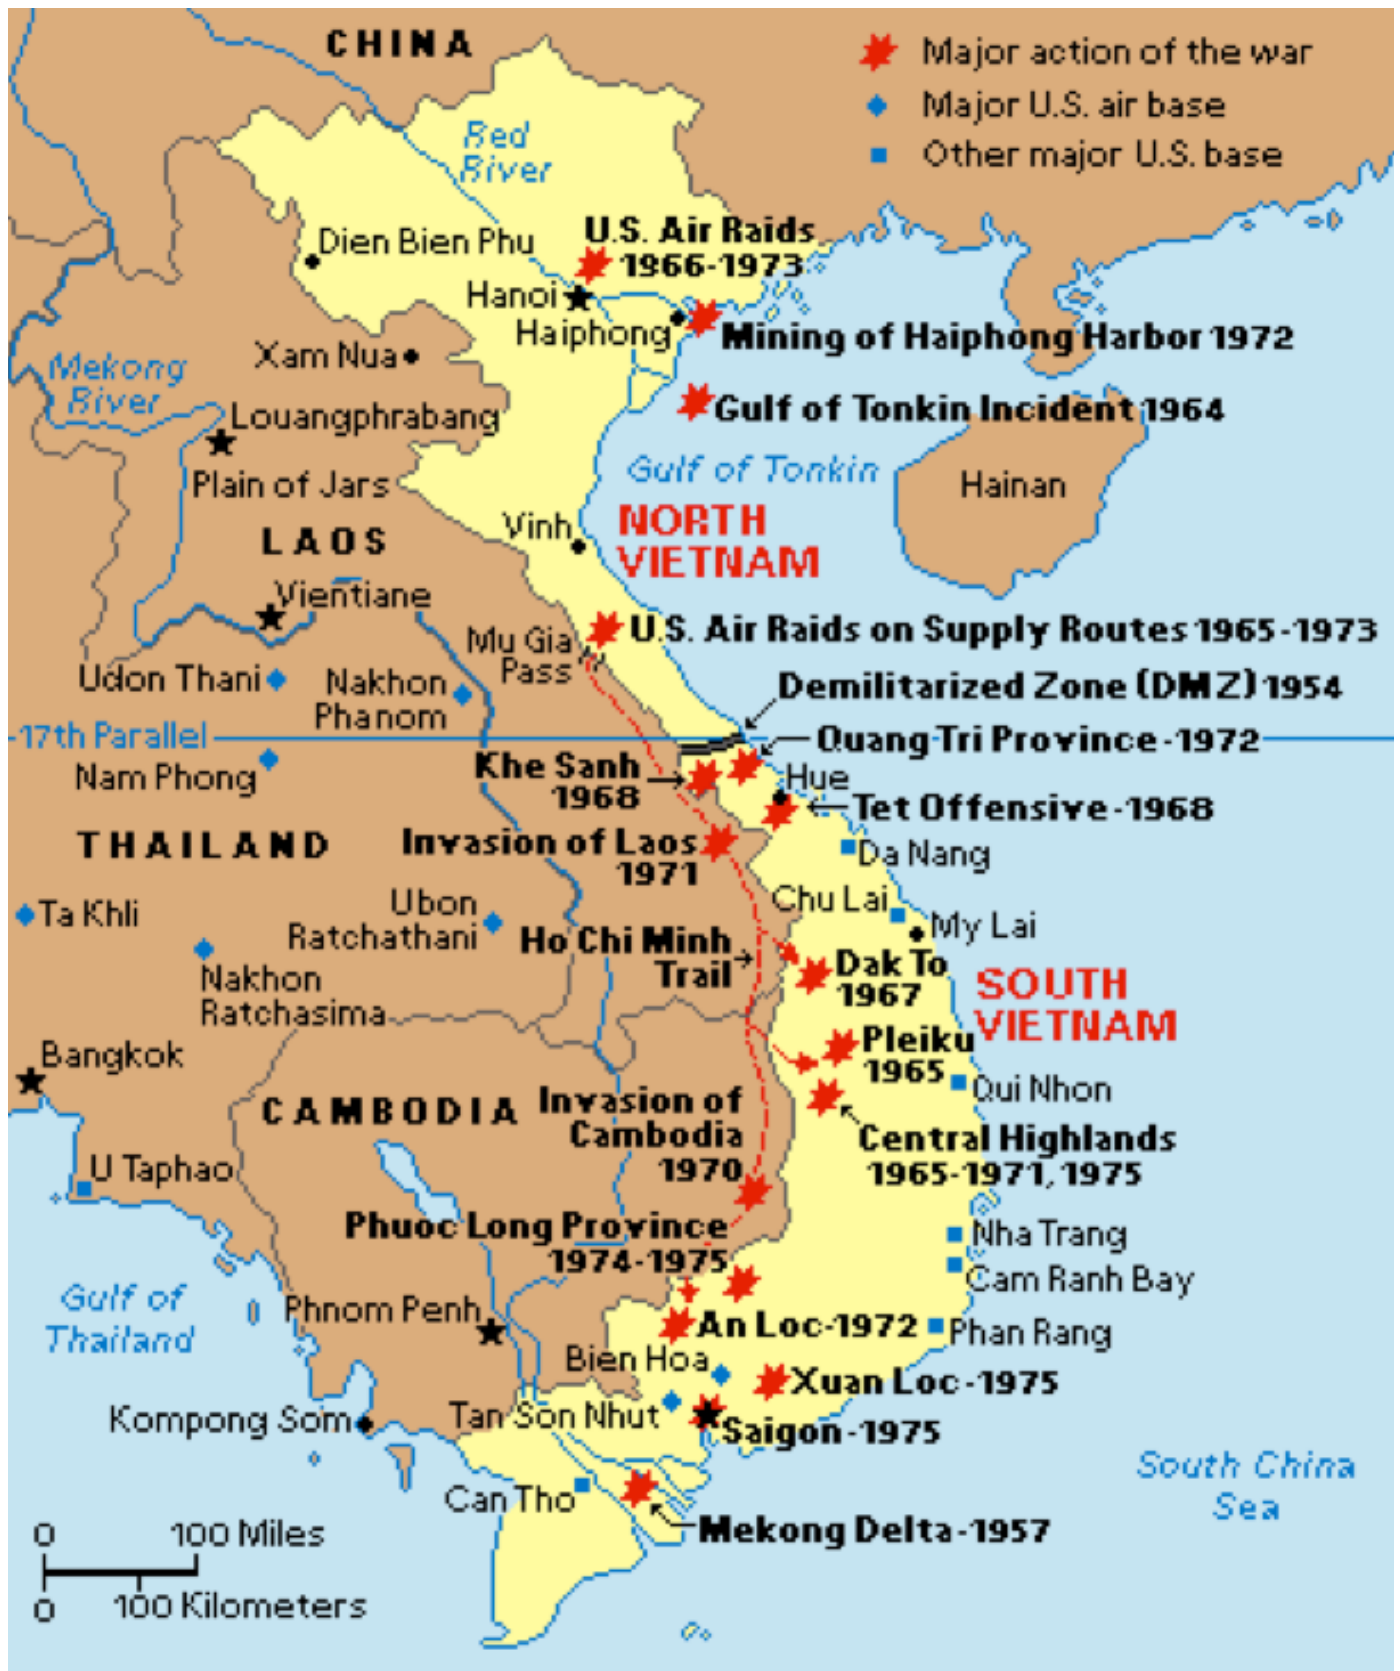 CHINA
Major action of the war
Major U.S. air base
Other major U.S. base
Red
River
U.S. Air Raids
1966-1973
Dien Bien Phu
Hanoi
Haiphong
Mining of Haiphong Harbor 1972
Xam Nua
Mekong
River
Louangphrabang
Gulf of Tonkin Incident 1964
Gulf of Tonkin
Hainan
Plain of Jars
Vinh
NORTH
VIETNAM
LAOS
Vientiane
Mu Gia
Pass
U.S. Air Raids on Supply Routes 1965-1973
Udon Thani
Nakhon
Phanom
Demilitarized Zone (DMZ) 1954
17th Parallel
Quang Tri Province-1972
Nam Phong
Khe Sanh
1968
Hue
Tet Offensive-1968
THAILAND
Invasion of Laos
1971
Da Nang
Chu Lai
My Lai
Ta Khli
Ubon
Ratchathani
Ho Chi Minh
Trail
Dak To
1967
Nakhon
Ratchasima
SOUTH
VIETNAM
Bangkok
Pleiku
1965
Qui Nhon
CAMBODIA
Invasion of
Cambodia
1970
Central Highlands
1965-1971, 1975
U Taphao
Phuoc Long Province
1974-1975
Nha Trang
Cam Ranh Bay
Gulf of
Thailand
Phnom Penh
An Loc-1972
Phan Rang
Bien Hoa
Xuan Loc-1975
Kompong Som
Tan Son Nhut
Saigon-1975
South China
Sea
Can Tho
Mekong Delta-1957
0 100 Miles
0 100 Kilometers